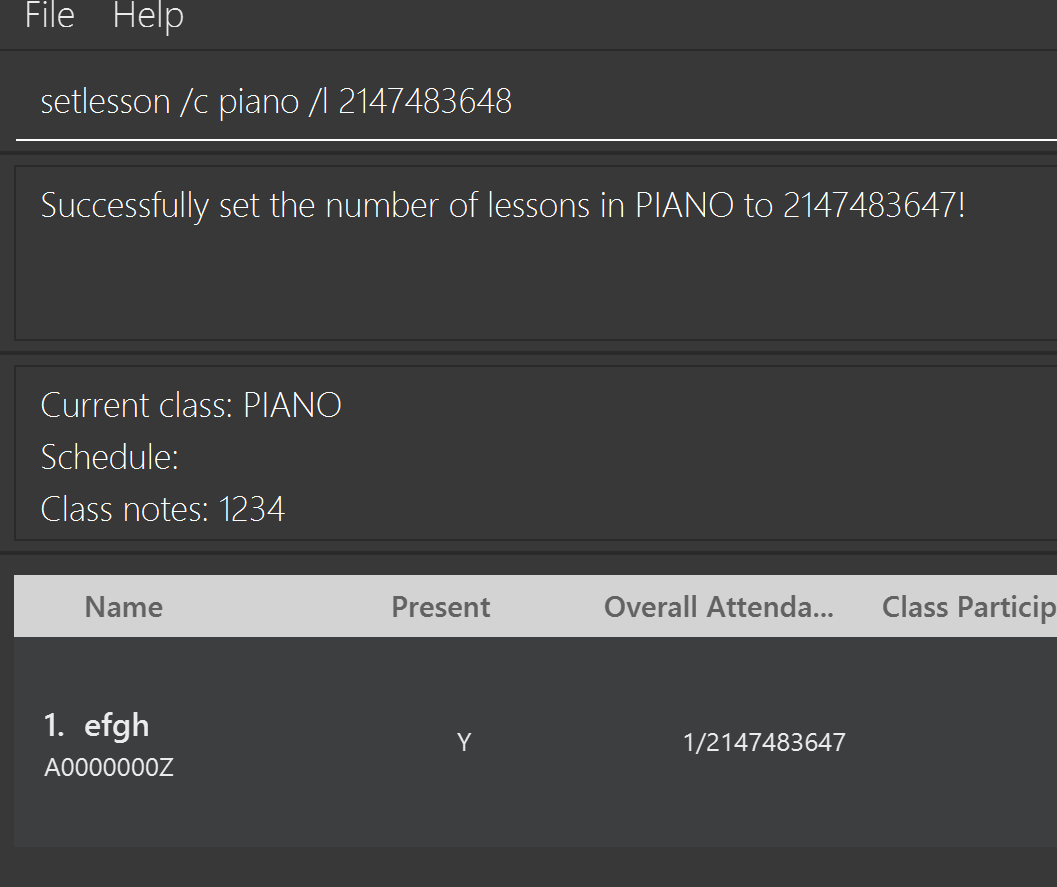 File Help
setlesson /c piano /l 2147483648
Successfully set the number of lessons in PIANO to 2147483647!
Current class: PIANO
Schedule:
Class notes: 1234
Name Present Overall Attenda... Class Particip
1. efgh
Y 1/2147483647
A0000000Z